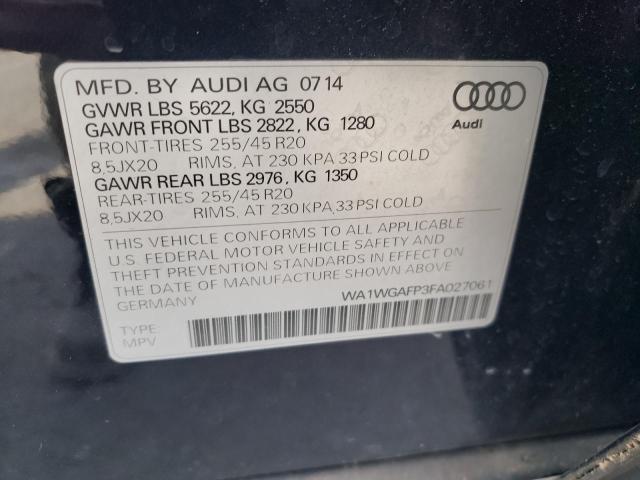 MFD. BY AUDI AG 0714
GVWR LBS 5622, KG 2550
GAWR FRONT LBS 2822, KG 1280
FRONT-TIRES 255/45 R20
8,5JX20 RIMS, AT 230 KPA 33 PSI COLD
GAWR REAR LBS 2976, KG 1350
REAR-TIRES 255/45 R20
8,5JX20 RIMS, AT 230 KPA,33 PSI COLD
THIS VEHICLE CONFORMS TO ALL APPLICABLE
U.S. FEDERAL MOTOR VEHICLE SAFETY AND
THEFT PREVENTION STANDARDS IN EFFECT ON
THE DATE OF MANUFACTURE SHOWN ABOVE.
GERMANY
WA1WGAFP3FA027061
TYPE:
MPV
Audi